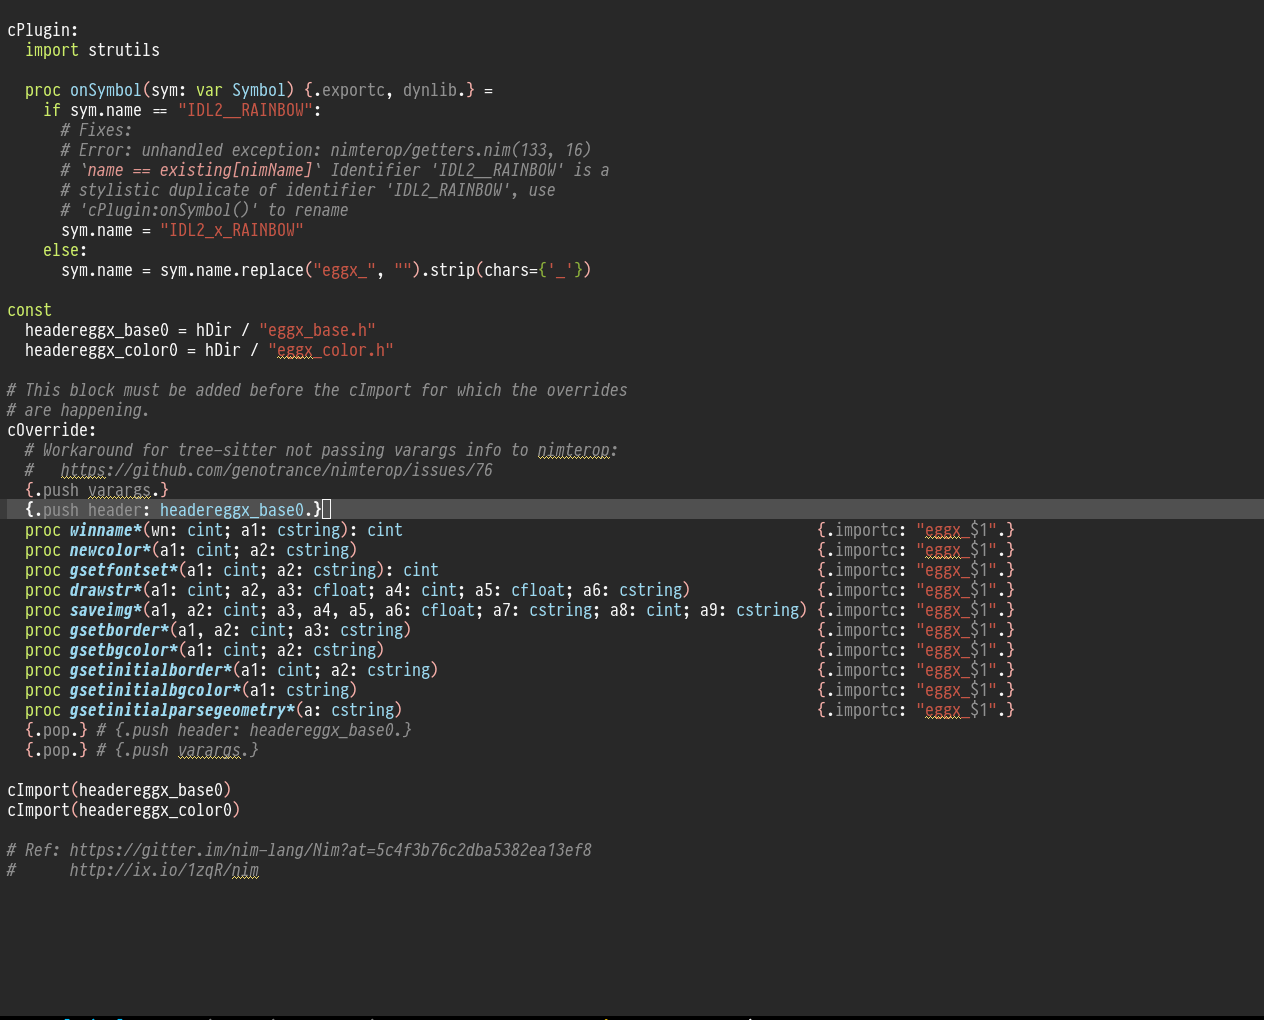 cPlugin:
  import strutils

  proc onSymbol(sym: var Symbol) {.exportc, dynlib.} =
    if sym.name == "IDL2__RAINBOW":
      # Fixes:
      # Error: unhandled exception: nimterop/getters.nim(133, 16)
      # `name == existing[nimName]` Identifier 'IDL2__RAINBOW' is a
      # stylistic duplicate of identifier 'IDL2_RAINBOW', use
      # 'cPlugin:onSymbol()' to rename
      sym.name = "IDL2_x_RAINBOW"
    else:
      sym.name = sym.name.replace("eggx_", "").strip(chars={'_'})

const
  headereggx_base0 = hDir / "eggx_base.h"
  headereggx_color0 = hDir / "eggx_color.h"

# This block must be added before the cImport for which the overrides
# are happening.
cOverride:
  # Workaround for tree-sitter not passing varargs info to nimterop:
  #   https://github.com/genotrance/nimterop/issues/76
  {.push varargs.}
  {.push header: headereggx_base0.}
  proc winname*(wn: cint; a1: cstring): cint {.importc: "eggx_$1".}
  proc newcolor*(a1: cint; a2: cstring) {.importc: "eggx_$1".}
  proc gsetfontset*(a1: cint; a2: cstring): cint {.importc: "eggx_$1".}
  proc drawstr*(a1: cint; a2, a3: cfloat; a4: cint; a5: cfloat; a6: cstring) {.importc: "eggx_$1".}
  proc saveimg*(a1, a2: cint; a3, a4, a5, a6: cfloat; a7: cstring; a8: cint; a9: cstring) {.importc: "eggx_$1".}
  proc gsetborder*(a1, a2: cint; a3: cstring) {.importc: "eggx_$1".}
  proc gsetbgcolor*(a1: cint; a2: cstring) {.importc: "eggx_$1".}
  proc gsetinitialborder*(a1: cint; a2: cstring) {.importc: "eggx_$1".}
  proc gsetinitialbgcolor*(a1: cstring) {.importc: "eggx_$1".}
  proc gsetinitialparsegeometry*(a: cstring) {.importc: "eggx_$1".}
  {.pop.} # {.push header: headereggx_base0.}
  {.pop.} # {.push varargs.}

cImport(headereggx_base0)
cImport(headereggx_color0)

# Ref: https://gitter.im/nim-lang/Nim?at=5c4f3b76c2dba5382ea13ef8
#      http://ix.io/1zqR/nim